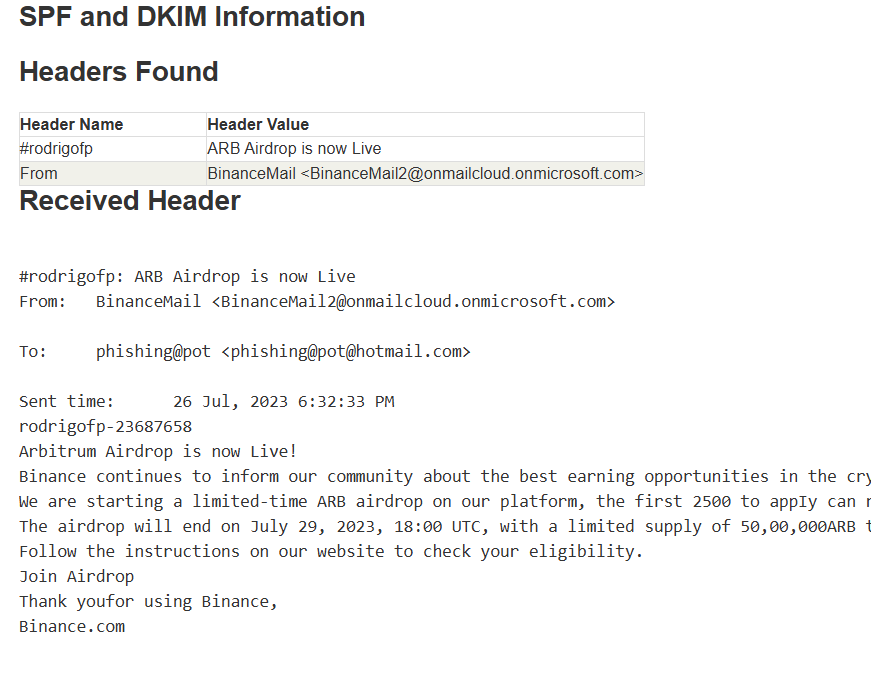 SPF and DKIM Information
Headers Found
Header Name Header Value
#rodrigofp ARB Airdrop is now Live
From BinanceMail <BinanceMail2@onmailcloud.onmicrosoft.com>
Received Header
#rodrigofp: ARB Airdrop is now Live
From: BinanceMail <BinanceMail2@onmailcloud.onmicrosoft.com>
To: phishing@pot <phishing@pot@hotmail.com>
Sent time: 26 Jul, 2023 6:32:33 PM
rodrigofp-23687658
Arbitrum Airdrop is now Live!
Binance continues to inform our community about the best earning opportunities in the
We are starting a limited-time ARB airdrop on our platform, the first 2500 to appIy can
The airdrop will end on July 29, 2023, 18:00 UTC, with a limited supply of 50,00,000ARB
Follow the instructions on our website to check your eligibility.
Join Airdrop
Thank youfor using Binance,
Binance.com